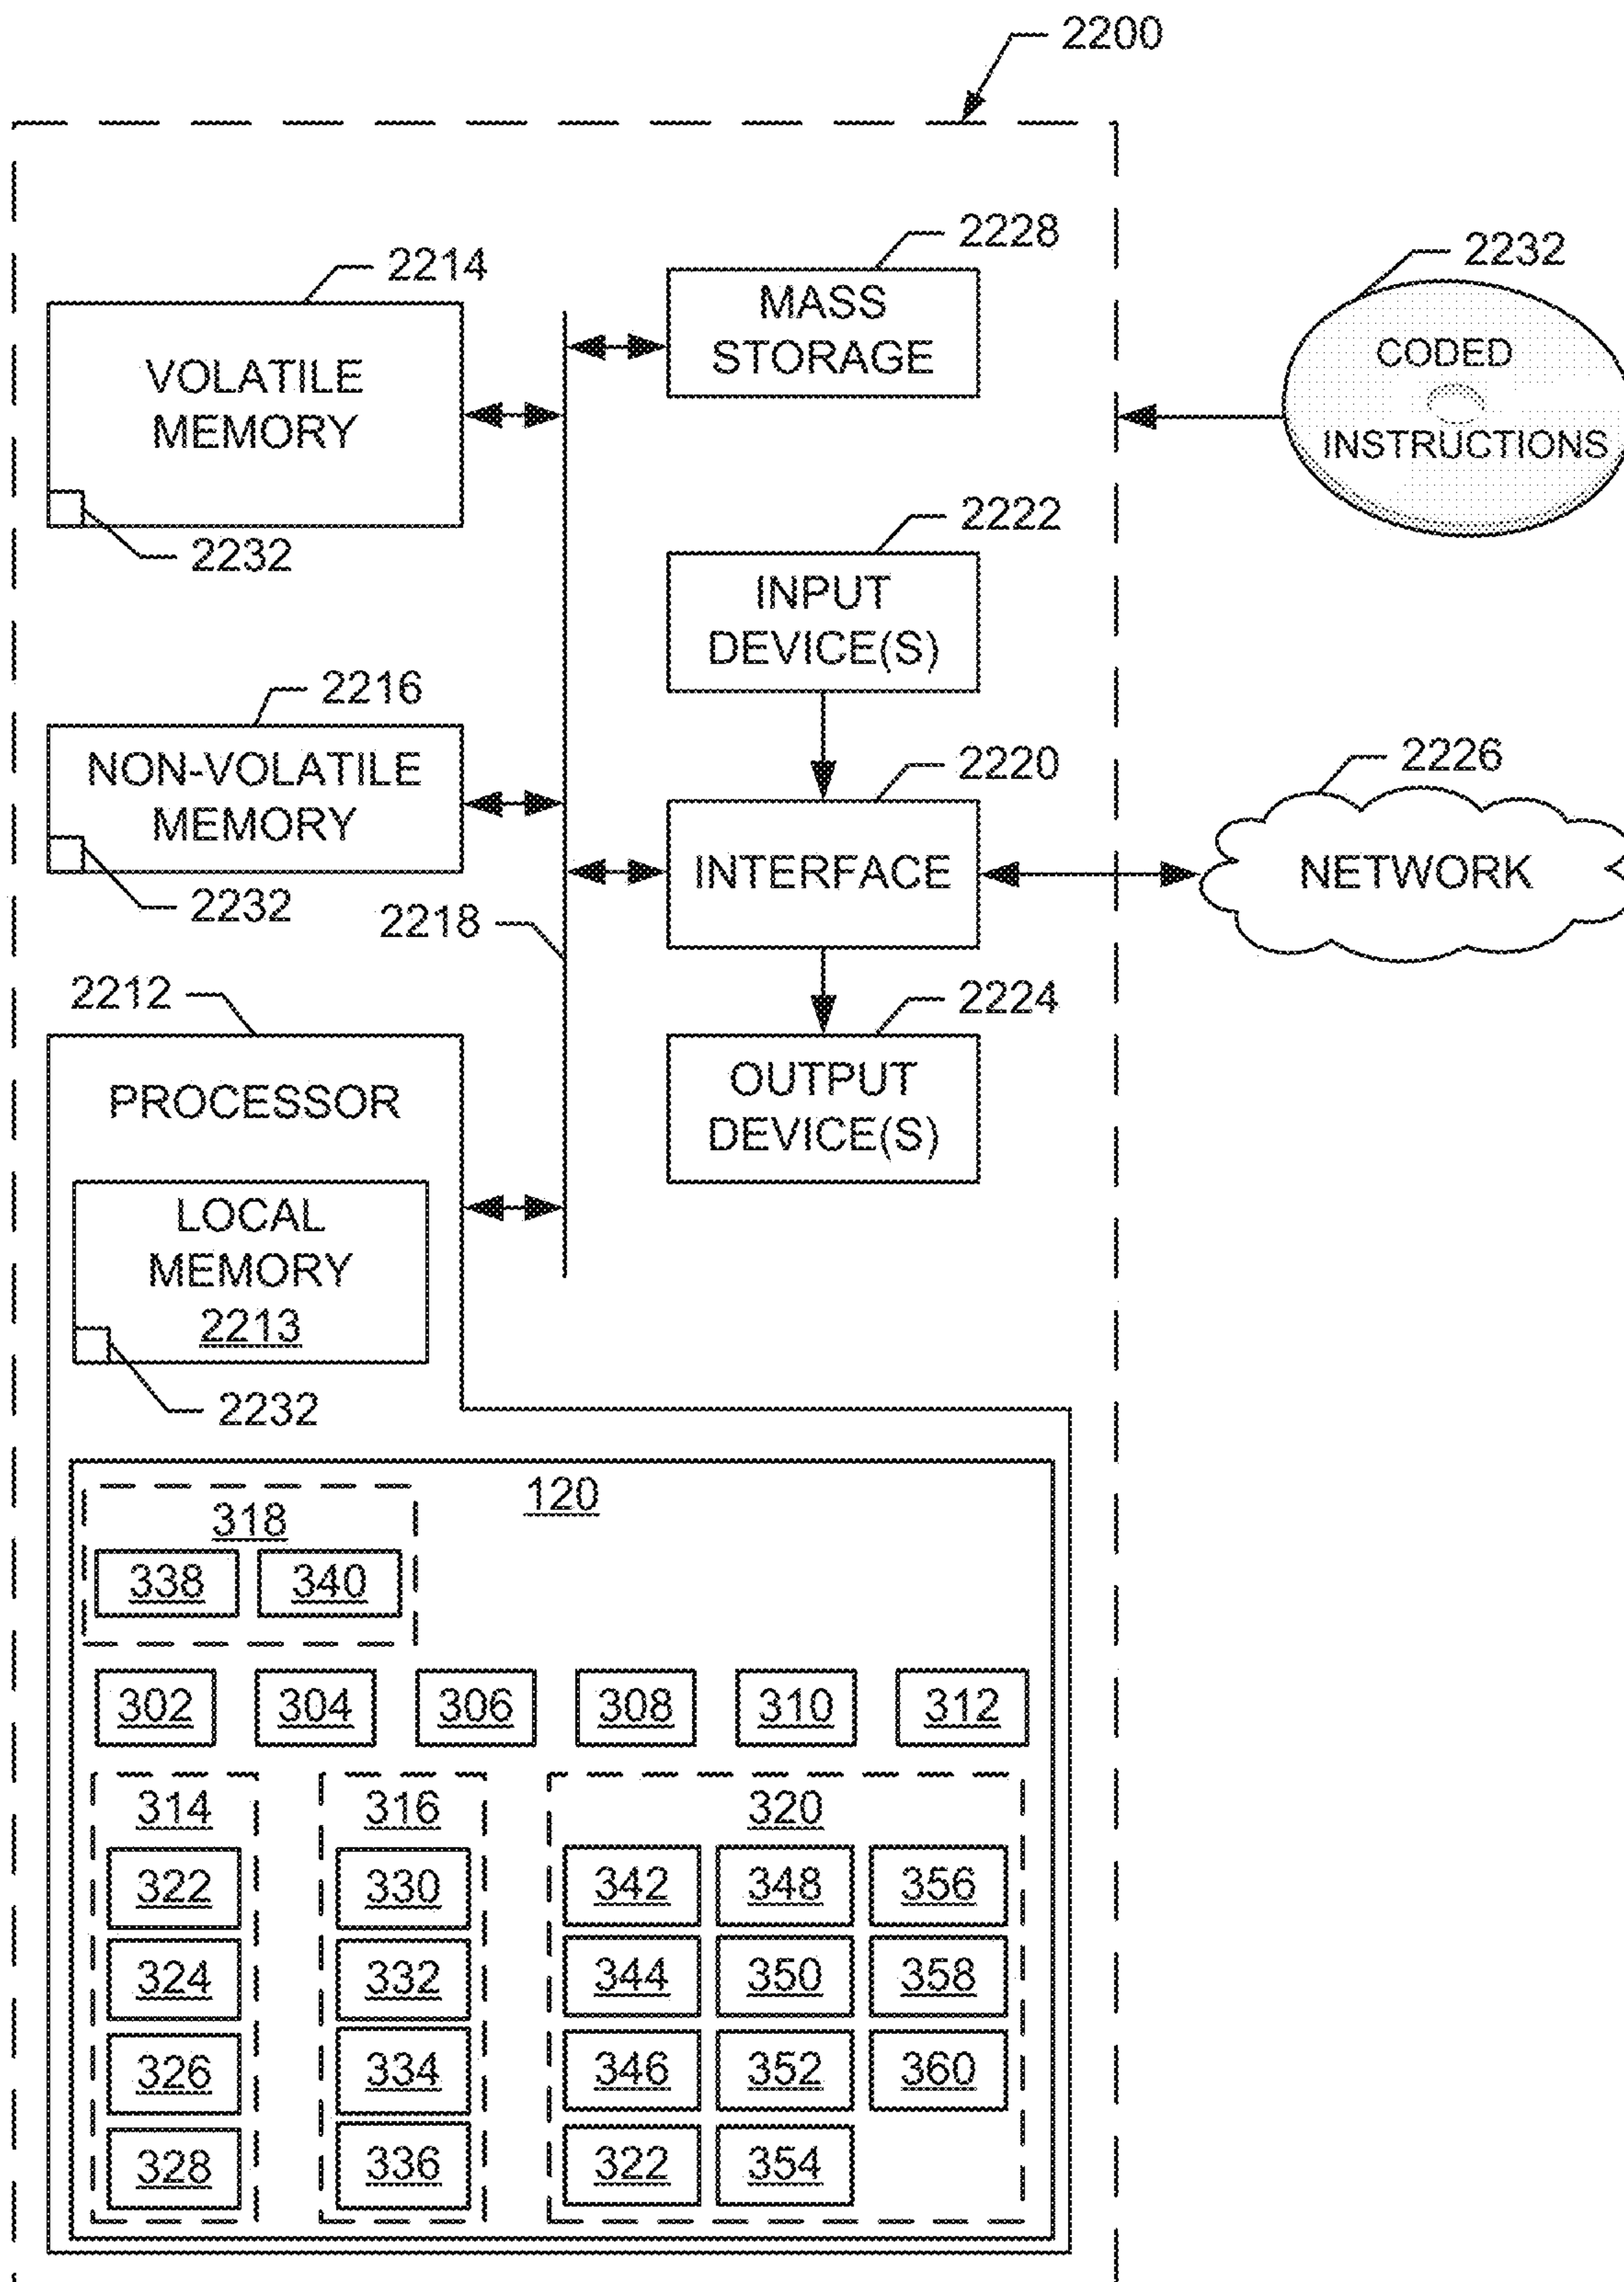 2200
2214
2228
2232
VOLATILE
MEMORY
MASS
STORAGE
CODED
INSTRUCTIONS
2232
2222
INPUT
DEVICE(S)
2216
2220
2226
NON-VOLATILE
MEMORY
INTERFACE
NETWORK
2232
2218
2212
2224
PROCESSOR
OUTPUT
DEVICE(S)
LOCAL
MEMORY
2213
2232
120
318
338 340
302 304 306 308 310 312
314 316 320
322 330 342 348 356
324 332 344 350 358
326 334 346 352 360
328 336 322 354